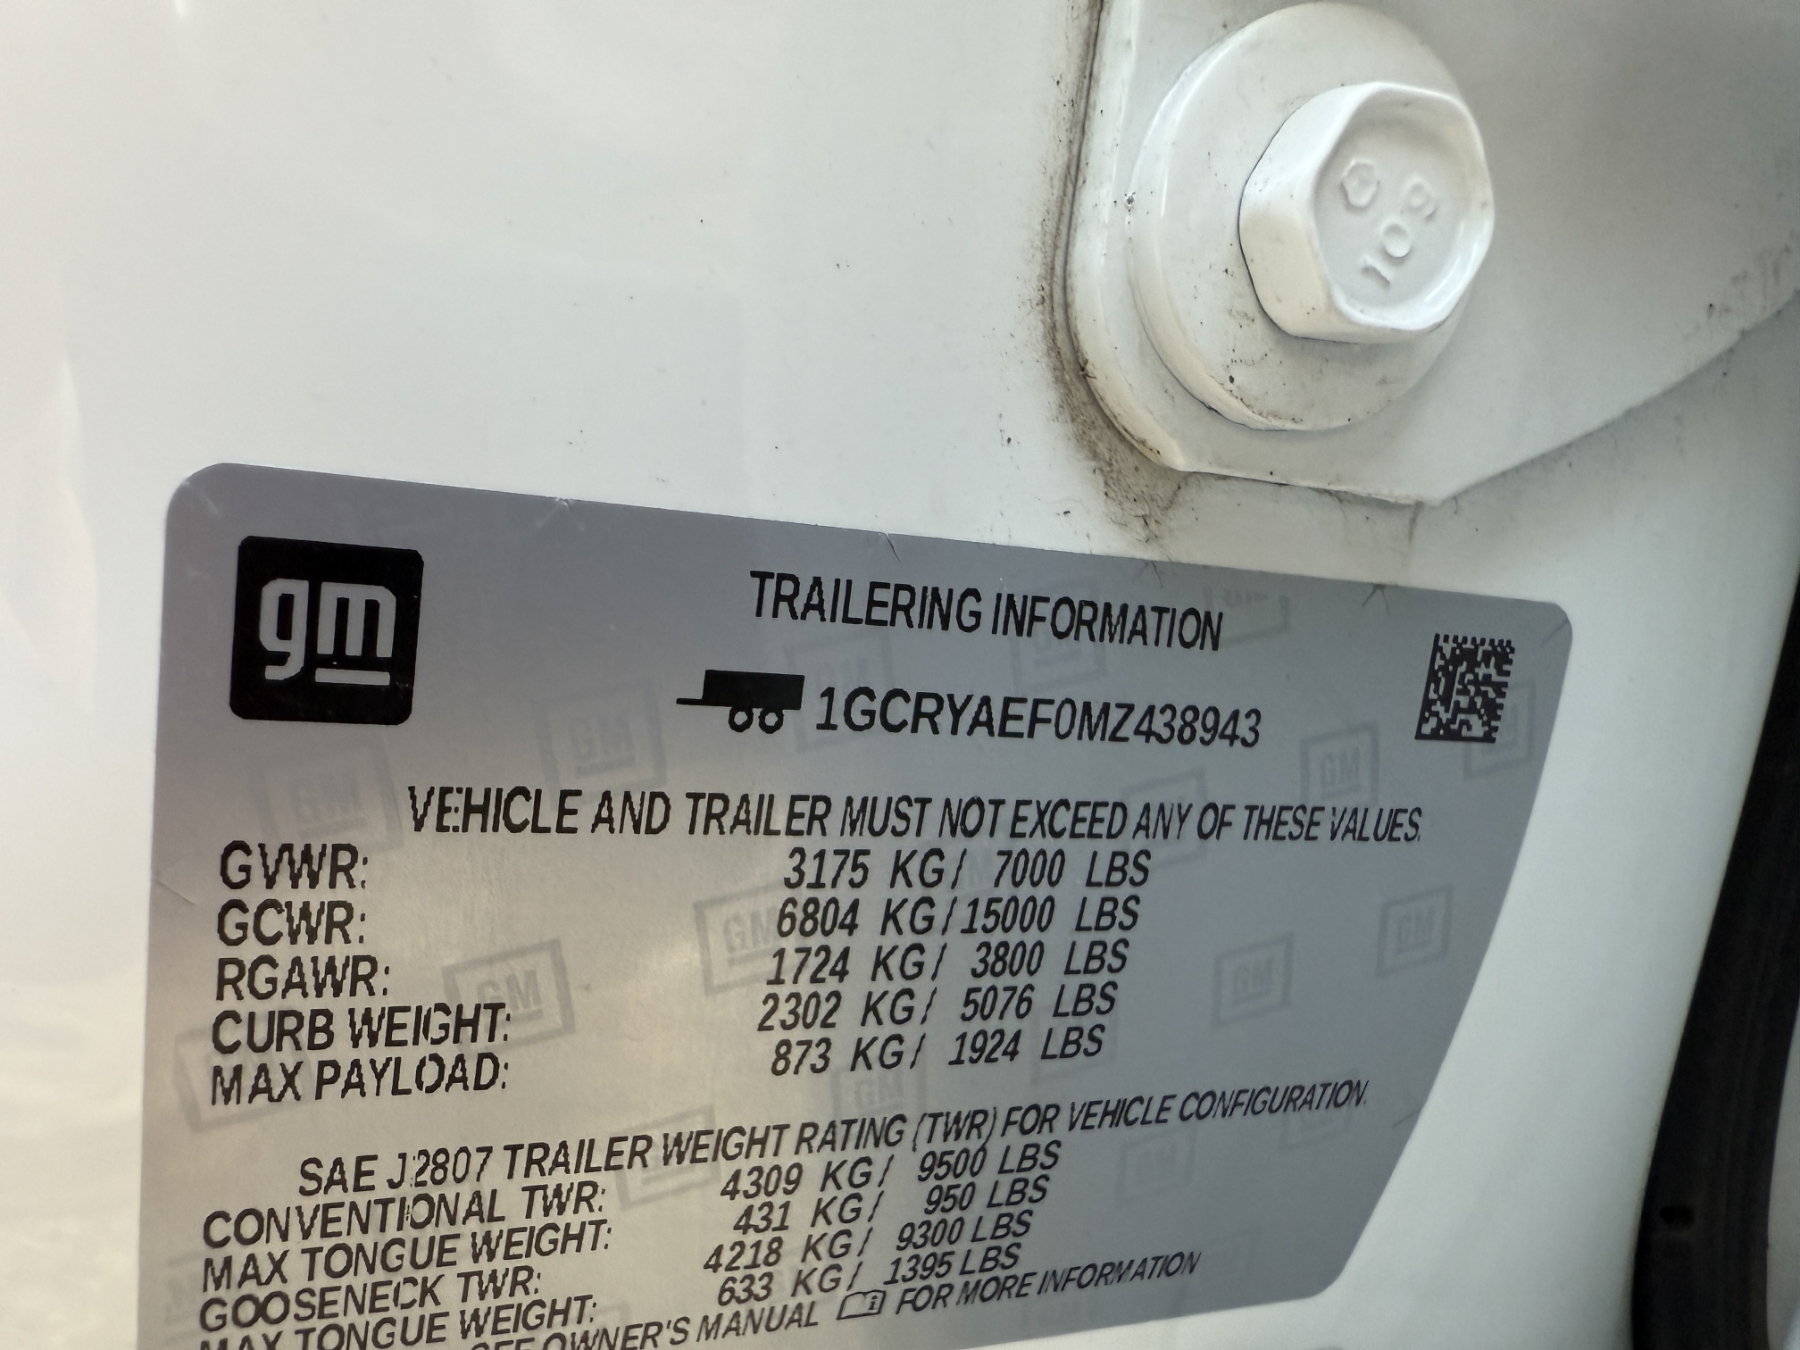 08
10
gm
TRAILERING INFORMATION
1GCRYAEF0MZ438943
VEHICLE AND TRAILER MUST NOT EXCEED ANY OF THESE VALUES.
GVWR: 3175 KG/ 7000 LBS
GCWR: 6804 KG/15000 LBS
RGAWR: 1724 KG/ 3800 LBS
CURB WEIGHT: 2302 KG/ 5076 LBS
MAX PAYLOAD: 873 KG/ 1924 LBS
SAE J2807 TRAILER WEIGHT RATING (TWR) FOR VEHICLE CONFIGURATION.
CONVENTIONAL TWR: 4309 KG/ 9500 LBS
MAX TONGUE WEIGHT: 431 KG/ 950 LBS
GOOSENECK TWR: 4218 KG/ 9300 LBS
MAX TONGUE WEIGHT: 633 KG/ 1395 LBS
SEE OWNER'S MANUAL FOR MORE INFORMATION